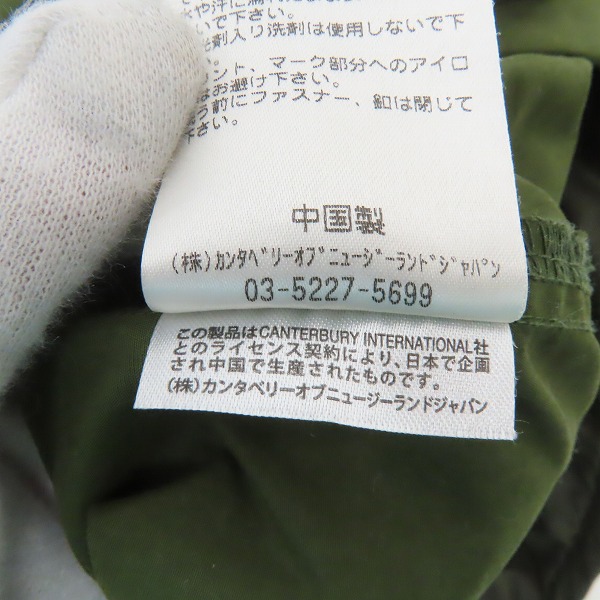 いで下さい。
剤入り洗剤は使用しないで下
ント、マーク部分へのアイロ
はお避け下さい。
う前にファスナー、釦は閉じて
下さい。
中国製
(株)カンタベリーオブニュージーランドジャパン
03-5227-5699
この製品はCANTERBURY INTERNATIONAL社
とのライセンス契約により、日本で企画
され中国で生産されたものです。
(株)カンタベリーオブニュージーランドジャパン